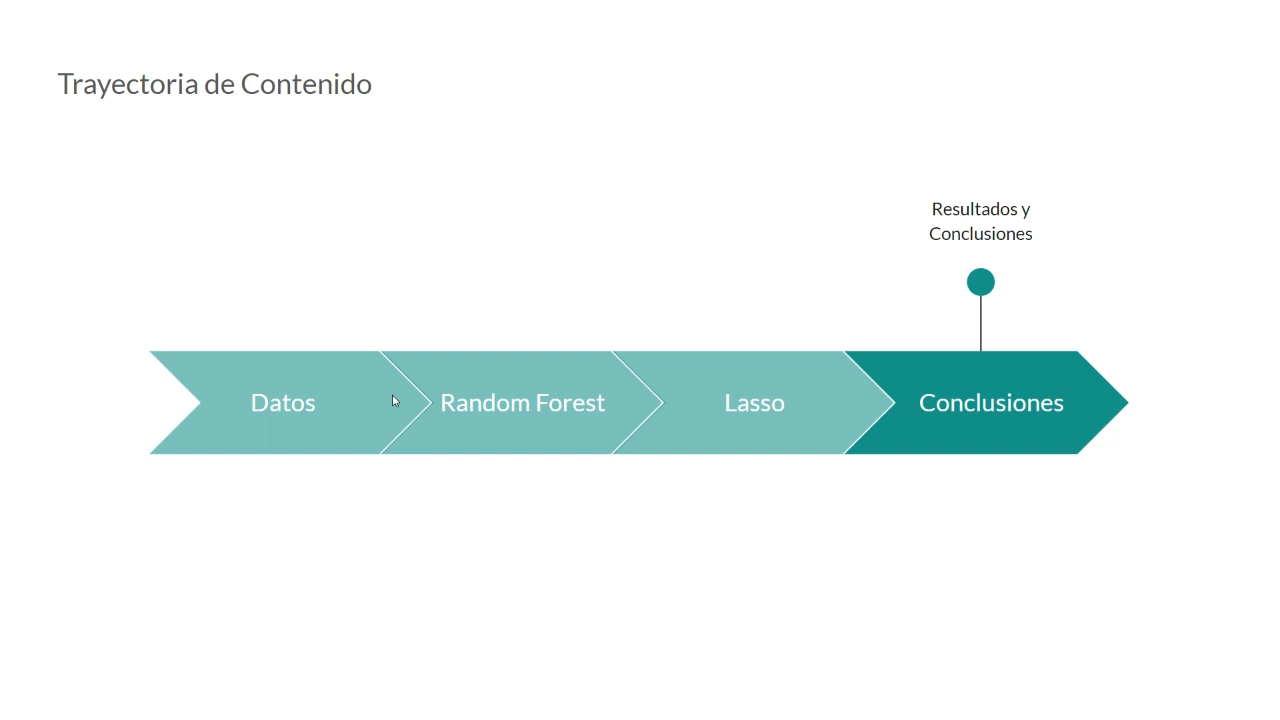 Trayectoria de Contenido
Resultados y
Conclusiones
Datos
Random Forest
Lasso
Conclusiones